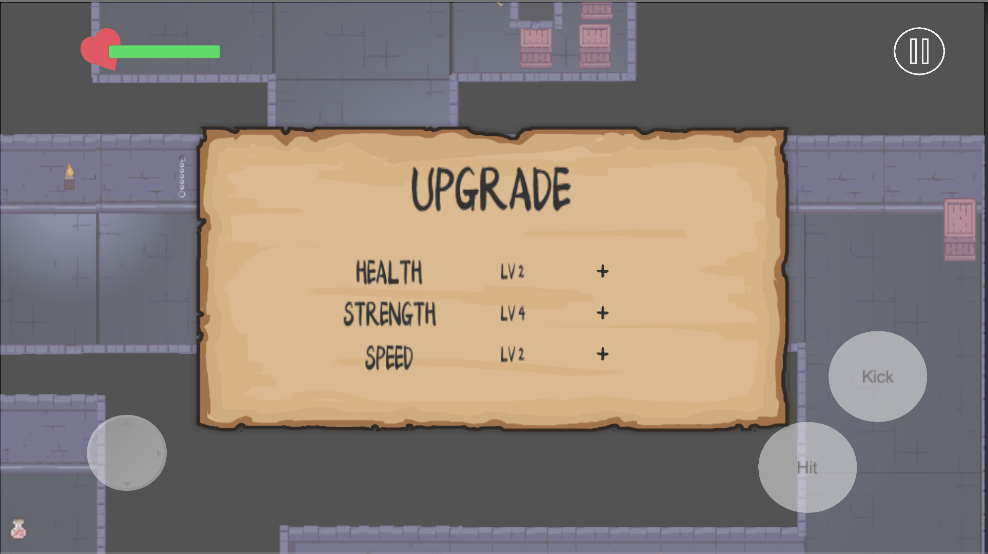 UPGRADE
HEALTH LV 2 +
STRENGTH LV 4 +
SPEED LV 2 +
Kick
Hit